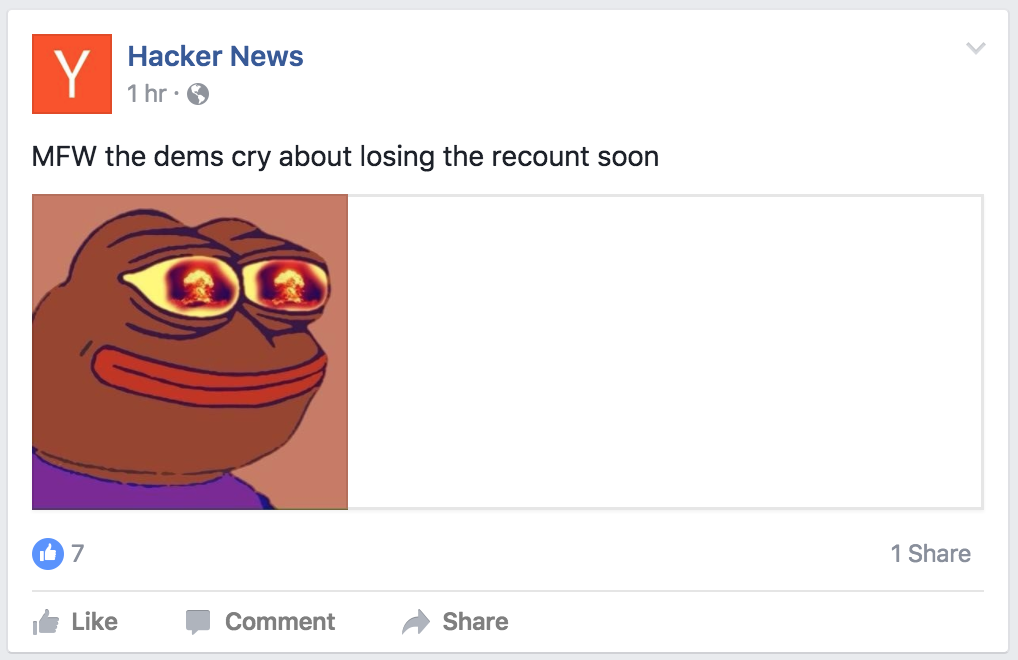 Y
Hacker News
1 hr ·
MFW the dems cry about losing the recount soon
7
1 Share
Like
Comment
Share